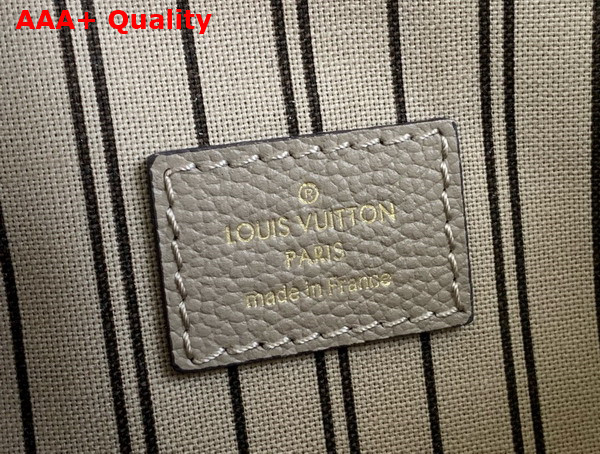 AAA+ Quality
®
LOUIS VUITTON
PARIS
made in France